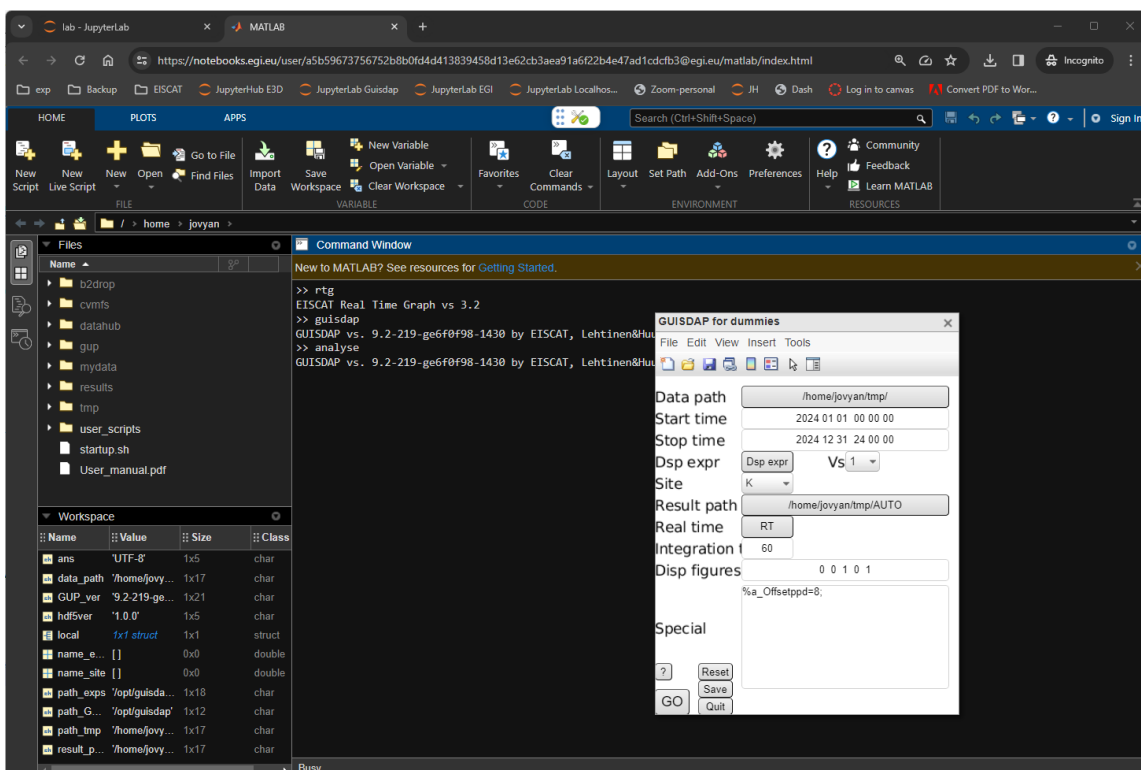 lab - JupyterLab
MATLAB
https://notebooks.egi.eu/user/a5b59673756752b8b0fd4d413839458d13e62cb3aea91a6f22b4e47ad1cdcfb3@egi.eu/matlab/index.html
Incognito
exp Backup EISCAT JupyterHub E3D JupyterLab Guisdap JupyterLab EGI JupyterLab Localhos... Zoom-personal JH Dash Log in to canvas Convert PDF to Wor...
HOME PLOTS APPS
Search (Ctrl+Shift+Space)
Sign In
New Script
New Live Script
New
Open
Go to File
Find Files
FILE
Import Data
Save Workspace
New Variable
Open Variable
Clear Workspace
VARIABLE
Favorites
Clear Commands
CODE
Layout
Set Path
Add-Ons
Preferences
ENVIRONMENT
Help
Community
Feedback
Learn MATLAB
RESOURCES
/ > home > jovyan >
Files
Name
b2drop
cvmfs
datahub
gup
mydata
results
tmp
user_scripts
startup.sh
User_manual.pdf
Workspace
Name Value Size Class
ans 'UTF-8' 1x5 char
data_path '/home/jovy... 1x17 char
GUP_ver '9.2-219-ge... 1x21 char
hdf5ver '1.0.0' 1x5 char
local 1x1 struct 1x1 struct
name_e... [ ] 0x0 double
name_site [ ] 0x0 double
path_exps '/opt/guisda... 1x18 char
path_G... '/opt/guisdap' 1x12 char
path_tmp '/home/jovy... 1x17 char
result_p... '/home/jovy... 1x17 char
Command Window
New to MATLAB? See resources for Getting Started.
>> rtg
EISCAT Real Time Graph vs 3.2
>> guisdap
GUISDAP vs. 9.2-219-ge6f0f98-1430 by EISCAT, Lehtinen&Huu
>> analyse
GUISDAP vs. 9.2-219-ge6f0f98-1430 by EISCAT, Lehtinen&Huu
Busy
GUISDAP for dummies
File Edit View Insert Tools
Data path /home/jovyan/tmp/
Start time 2024 01 01 00 00 00
Stop time 2024 12 31 24 00 00
Dsp expr Dsp expr Vs 1
Site K
Result path /home/jovyan/tmp/AUTO
Real time RT
Integration t 60
Disp figures 0 0 1 0 1
%a_Offsetppd=8;
Special
? Reset
Save
GO Quit